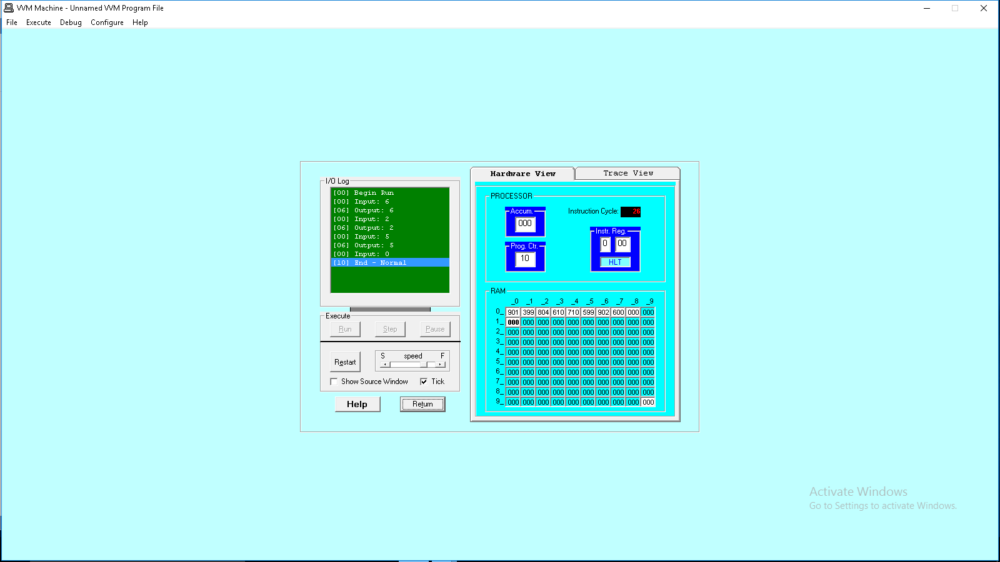 VVM Machine - Unnamed VVM Program File
File Execute Debug Configure Help
I/O Log
[00] Begin Run
[00] Input: 6
[06] Output: 6
[00] Input: 2
[06] Output: 2
[00] Input: 5
[06] Output: 5
[00] Input: 0
[10] End - Normal
Execute
Run Step Pause
Restart
S speed F
Show Source Window Tick
Help Return
Hardware View Trace View
PROCESSOR
Accum.
000
Instruction Cycle: 26
Prog. Ctr.
10
Instr. Reg.
0 00
HLT
RAM
_0 _1 _2 _3 _4 _5 _6 _7 _8 _9
0_ 901 399 804 610 710 599 902 600 000 000
1_ 000 000 000 000 000 000 000 000 000 000
2_ 000 000 000 000 000 000 000 000 000 000
3_ 000 000 000 000 000 000 000 000 000 000
4_ 000 000 000 000 000 000 000 000 000 000
5_ 000 000 000 000 000 000 000 000 000 000
6_ 000 000 000 000 000 000 000 000 000 000
7_ 000 000 000 000 000 000 000 000 000 000
8_ 000 000 000 000 000 000 000 000 000 000
9_ 000 000 000 000 000 000 000 000 000 000
Activate Windows
Go to Settings to activate Windows.